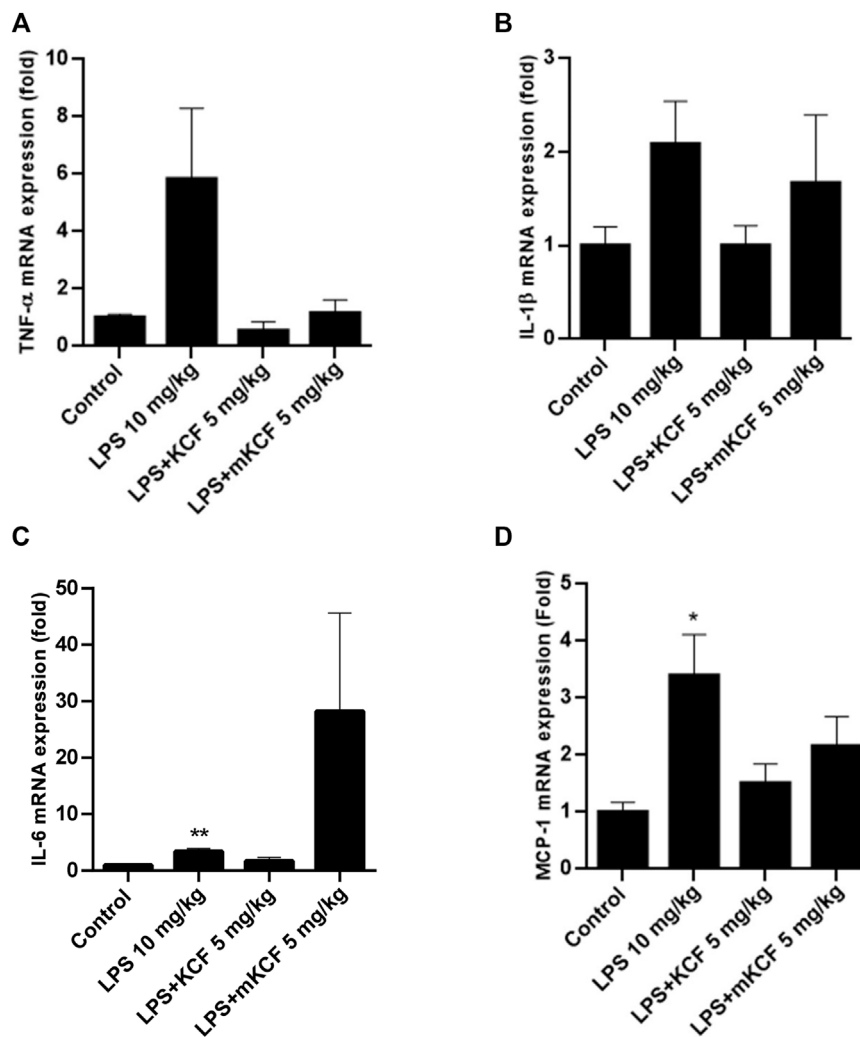 A
TNF-α mRNA expression (fold)
10
8
6
4
2
0
Control
LPS 10 mg/kg
LPS+KCF 5 mg/kg
LPS+mKCF 5 mg/kg
B
IL-1β mRNA expression (fold)
3
2
1
0
Control
LPS 10 mg/kg
LPS+KCF 5 mg/kg
LPS+mKCF 5 mg/kg
C
IL-6 mRNA expression (fold)
50
40
30
20
10
0
**
Control
LPS 10 mg/kg
LPS+KCF 5 mg/kg
LPS+mKCF 5 mg/kg
D
MCP-1 mRNA expression (Fold)
5
4
3
2
1
0
*
Control
LPS 10 mg/kg
LPS+KCF 5 mg/kg
LPS+mKCF 5 mg/kg